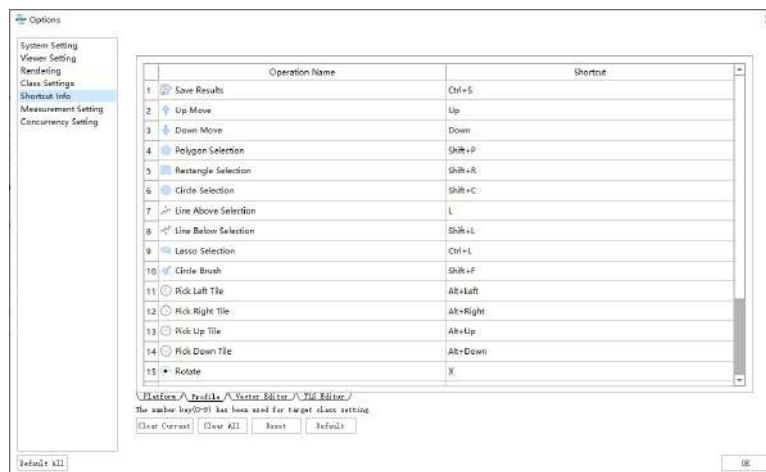 Options
System Setting
Viewer Setting
Rendering
Class Settings
Shortcut Info
Measurement Setting
Concurrency Setting
Operation Name Shortcut
1 Save Results Ctrl+S
2 Up Move Up
3 Down Move Down
4 Polygon Selection Shift+P
5 Rectangle Selection Shift+R
6 Circle Selection Shift+C
7 Line Above Selection L
8 Line Below Selection Shift+L
9 Lasso Selection Ctrl+L
10 Circle Brush Shift+F
11 Pick Left Tile Alt+Left
12 Pick Right Tile Alt+Right
13 Pick Up Tile Alt+Up
14 Pick Down Tile Alt+Down
15 Rotate X
Platform Profile Vector Editor TLS Editor
The number key(0-9) has been used for target class setting
Clear Current Clear All Reset Default
Default All OK